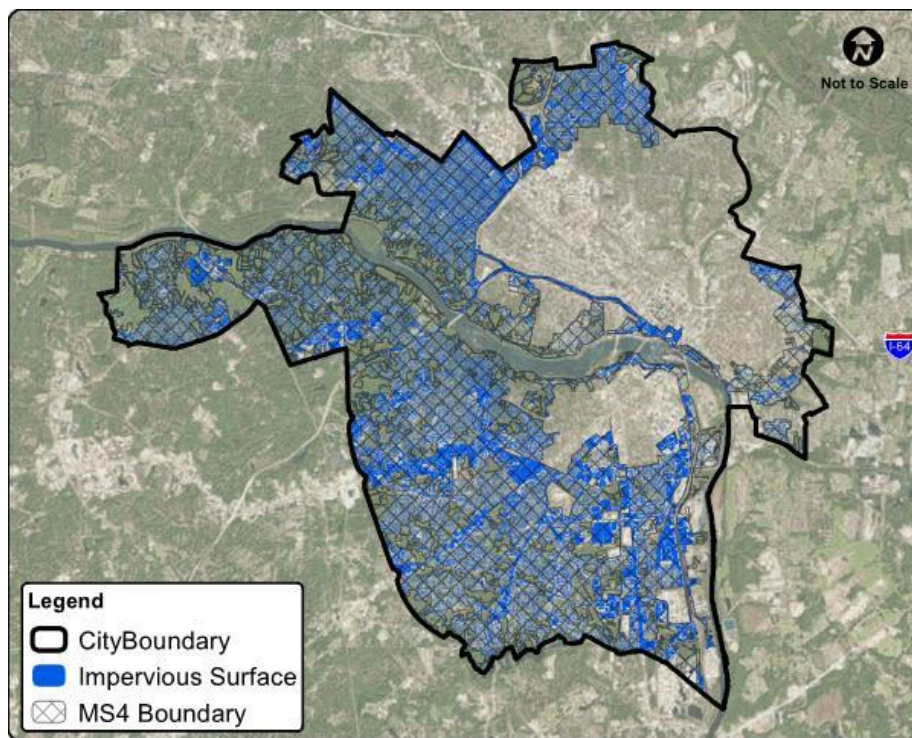 N
Not to Scale
I-64
Legend
CityBoundary
Impervious Surface
MS4 Boundary